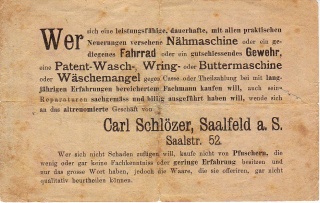 Wer sich eine leistungsfähige, dauerhafte, mit allen praktischen
Neuerungen versehene Nähmaschine oder ein ge-
diegenes Fahrrad oder ein gutschliessendes Gewehr,
eine Patent-Wasch-, Wring- oder Buttermaschine
oder Wäschemangel gegen Casse oder Theilzahlung bei mit lang-
jährigen Erfahrungen bereichertem Fachmann kaufen will, auch seine
Reparaturen sachgemäss und billig ausgeführt haben will, wende sich
an das altrenomirte Geschäft von
Carl Schlözer, Saalfeld a. S.
Saalstr. 52.
Wer sich nicht Schaden zufügen will, kaufe nicht von Pfuschern, die
wenig oder gar keine Fachkenntniss oder geringe Erfahrung besitzen und
nur das grosse Wort haben, jedoch die Waare, die sie offeriren, gar nicht
qualitativ beurtheilen können.